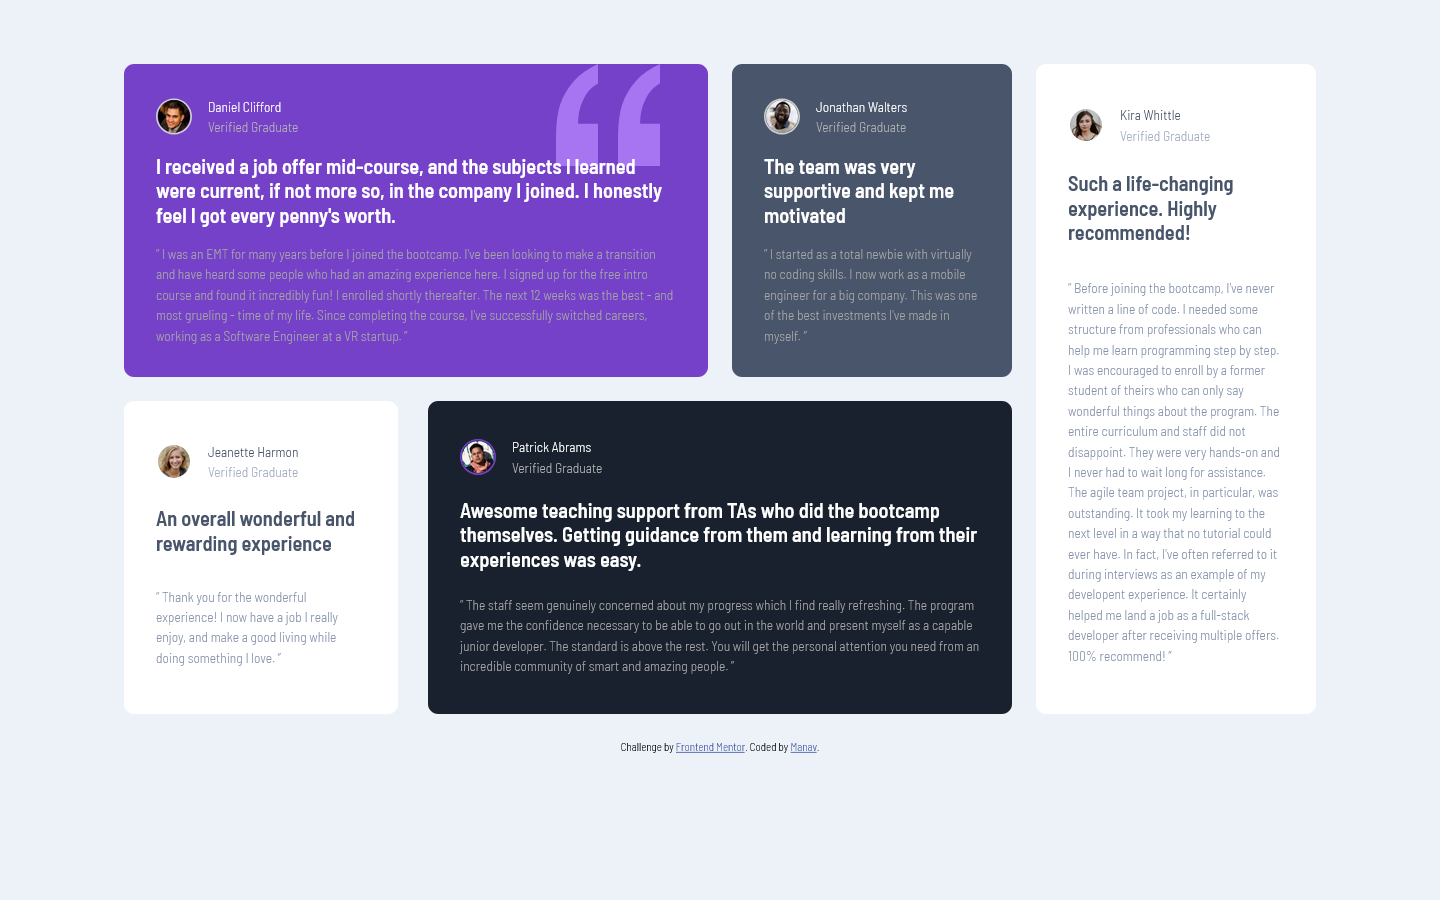 Daniel Clifford
Verified Graduate
I received a job offer mid-course, and the subjects I learned
were current, if not more so, in the company I joined. I honestly
feel I got every penny's worth.
“ I was an EMT for many years before I joined the bootcamp. I've been looking to make a transition
and have heard some people who had an amazing experience here. I signed up for the free intro
course and found it incredibly fun! I enrolled shortly thereafter. The next 12 weeks was the best - and
most grueling - time of my life. Since completing the course, I've successfully switched careers,
working as a Software Engineer at a VR startup. ”
Jonathan Walters
Verified Graduate
The team was very
supportive and kept me
motivated
“ I started as a total newbie with virtually
no coding skills. I now work as a mobile
engineer for a big company. This was one
of the best investments I've made in
myself. ”
Kira Whittle
Verified Graduate
Such a life-changing
experience. Highly
recommended!
“ Before joining the bootcamp, I've never
written a line of code. I needed some
structure from professionals who can
help me learn programming step by step.
I was encouraged to enroll by a former
student of theirs who can only say
wonderful things about the program. The
entire curriculum and staff did not
disappoint. They were very hands-on and
I never had to wait long for assistance.
The agile team project, in particular, was
outstanding. It took my learning to the
next level in a way that no tutorial could
ever have. In fact, I've often referred to it
during interviews as an example of my
developent experience. It certainly
helped me land a job as a full-stack
developer after receiving multiple offers.
100% recommend! ”
Jeanette Harmon
Verified Graduate
An overall wonderful and
rewarding experience
“ Thank you for the wonderful
experience! I now have a job I really
enjoy, and make a good living while
doing something I love. ”
Patrick Abrams
Verified Graduate
Awesome teaching support from TAs who did the bootcamp
themselves. Getting guidance from them and learning from their
experiences was easy.
“ The staff seem genuinely concerned about my progress which I find really refreshing. The program
gave me the confidence necessary to be able to go out in the world and present myself as a capable
junior developer. The standard is above the rest. You will get the personal attention you need from an
incredible community of smart and amazing people. ”
Challenge by Frontend Mentor. Coded by Manav.